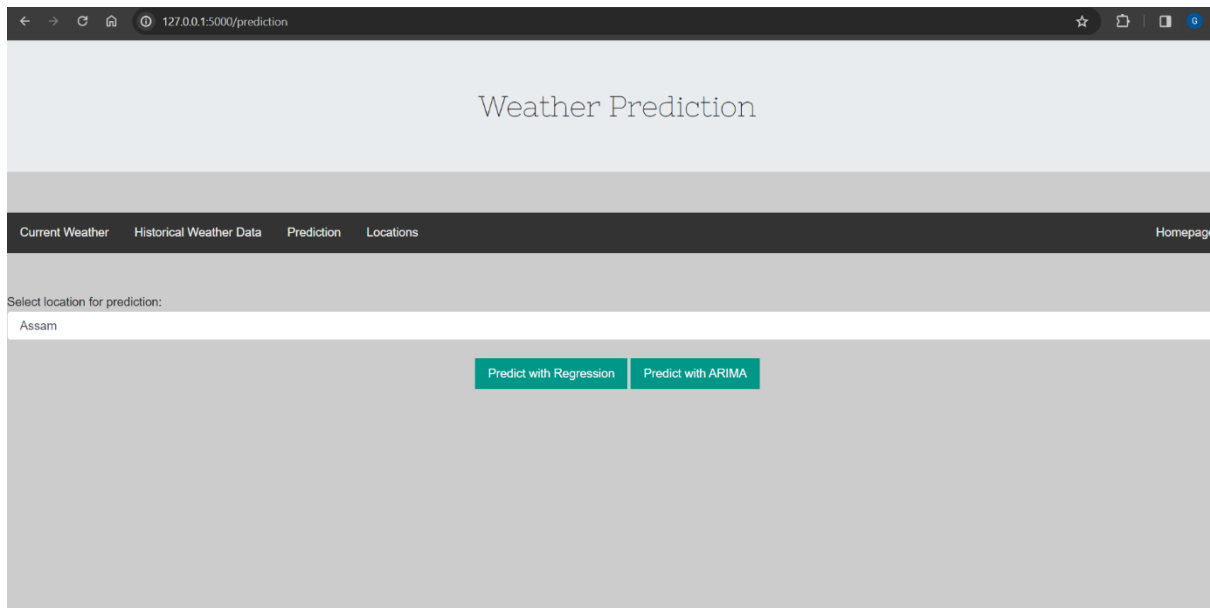 127.0.0.1:5000/prediction
G
Weather Prediction
Current Weather Historical Weather Data Prediction Locations Homepage
Select location for prediction:
Assam
Predict with Regression Predict with ARIMA